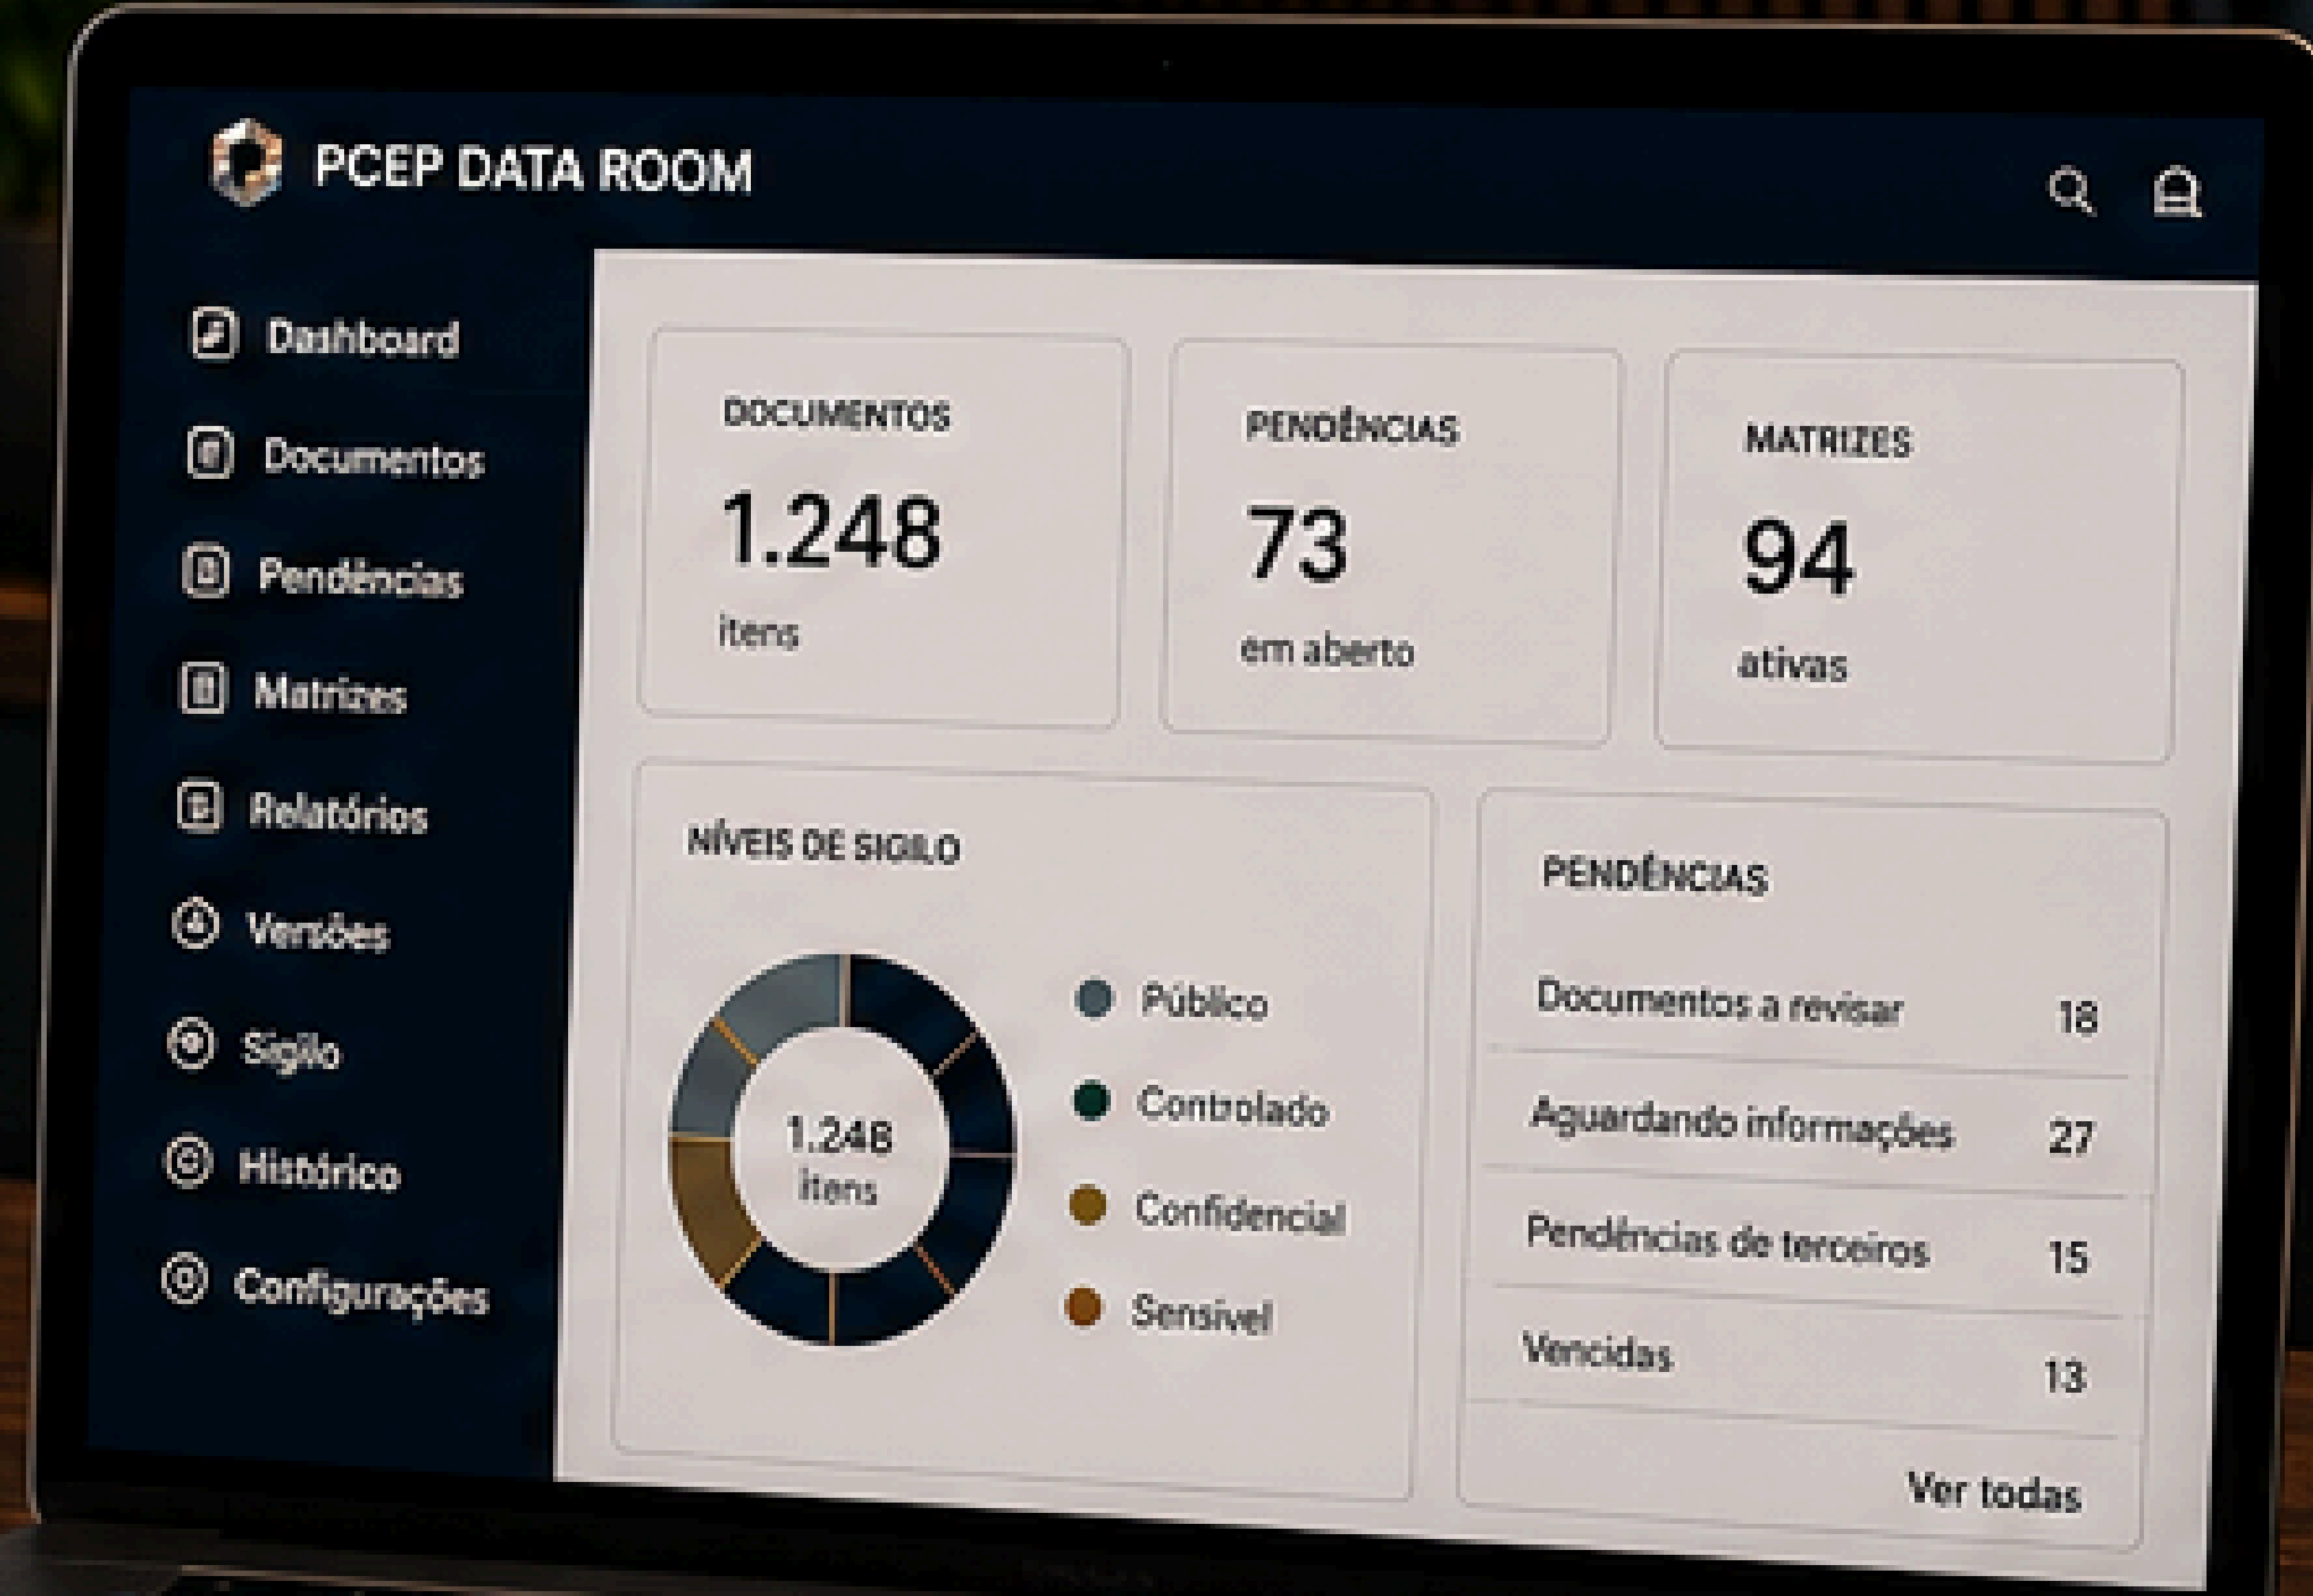 PCEP DATA ROOM
Dashboard
Documentos
Pendências
Matrizes
Relatórios
Versões
Sigilo
Histórico
Configurações
DOCUMENTOS
1.248
itens
PENDÊNCIAS
73
em aberto
MATRIZES
94
ativas
NÍVEIS DE SIGILO
1.248
itens
Público
Controlado
Confidencial
Sensível
PENDÊNCIAS
Documentos a revisar 18
Aguardando informações 27
Pendências de terceiros 15
Vencidas 13
Ver todas